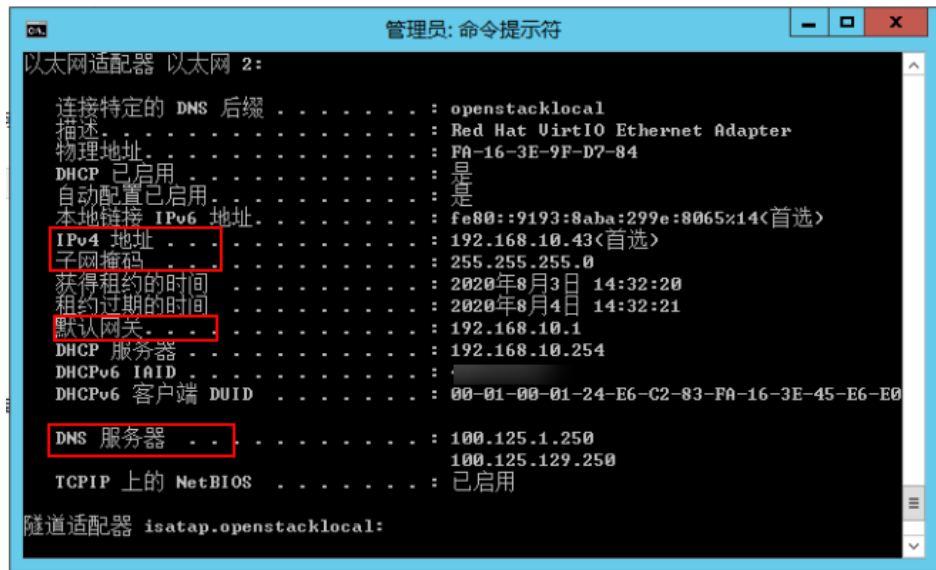 管理员: 命令提示符
以太网适配器 以太网 2:
连接特定的 DNS 后缀 . . . . . . . : openstacklocal
描述. . . . . . . . . . . . . . . : Red Hat VirtIO Ethernet Adapter
物理地址. . . . . . . . . . . . . : FA-16-3E-9F-D7-84
DHCP 已启用 . . . . . . . . . . . : 是
自动配置已启用. . . . . . . . . . : 是
本地链接 IPv6 地址. . . . . . . . : fe80::9193:8aba:299e:8065%14(首选)
IPv4 地址 . . . . . . . . . . . . : 192.168.10.43(首选)
子网掩码 . . . . . . . . . . . . : 255.255.255.0
获得租约的时间 . . . . . . . . . : 2020年8月3日 14:32:20
租约过期的时间 . . . . . . . . . : 2020年8月4日 14:32:21
默认网关. . . . . . . . . . . . . : 192.168.10.1
DHCP 服务器 . . . . . . . . . . . : 192.168.10.254
DHCPv6 IAID . . . . . . . . . . . :
DHCPv6 客户端 DUID . . . . . . . : 00-01-00-01-24-E6-C2-83-FA-16-3E-45-E6-E0
DNS 服务器 . . . . . . . . . . . : 100.125.1.250
100.125.129.250
TCPIP 上的 NetBIOS . . . . . . . : 已启用
隧道适配器 isatap.openstacklocal: